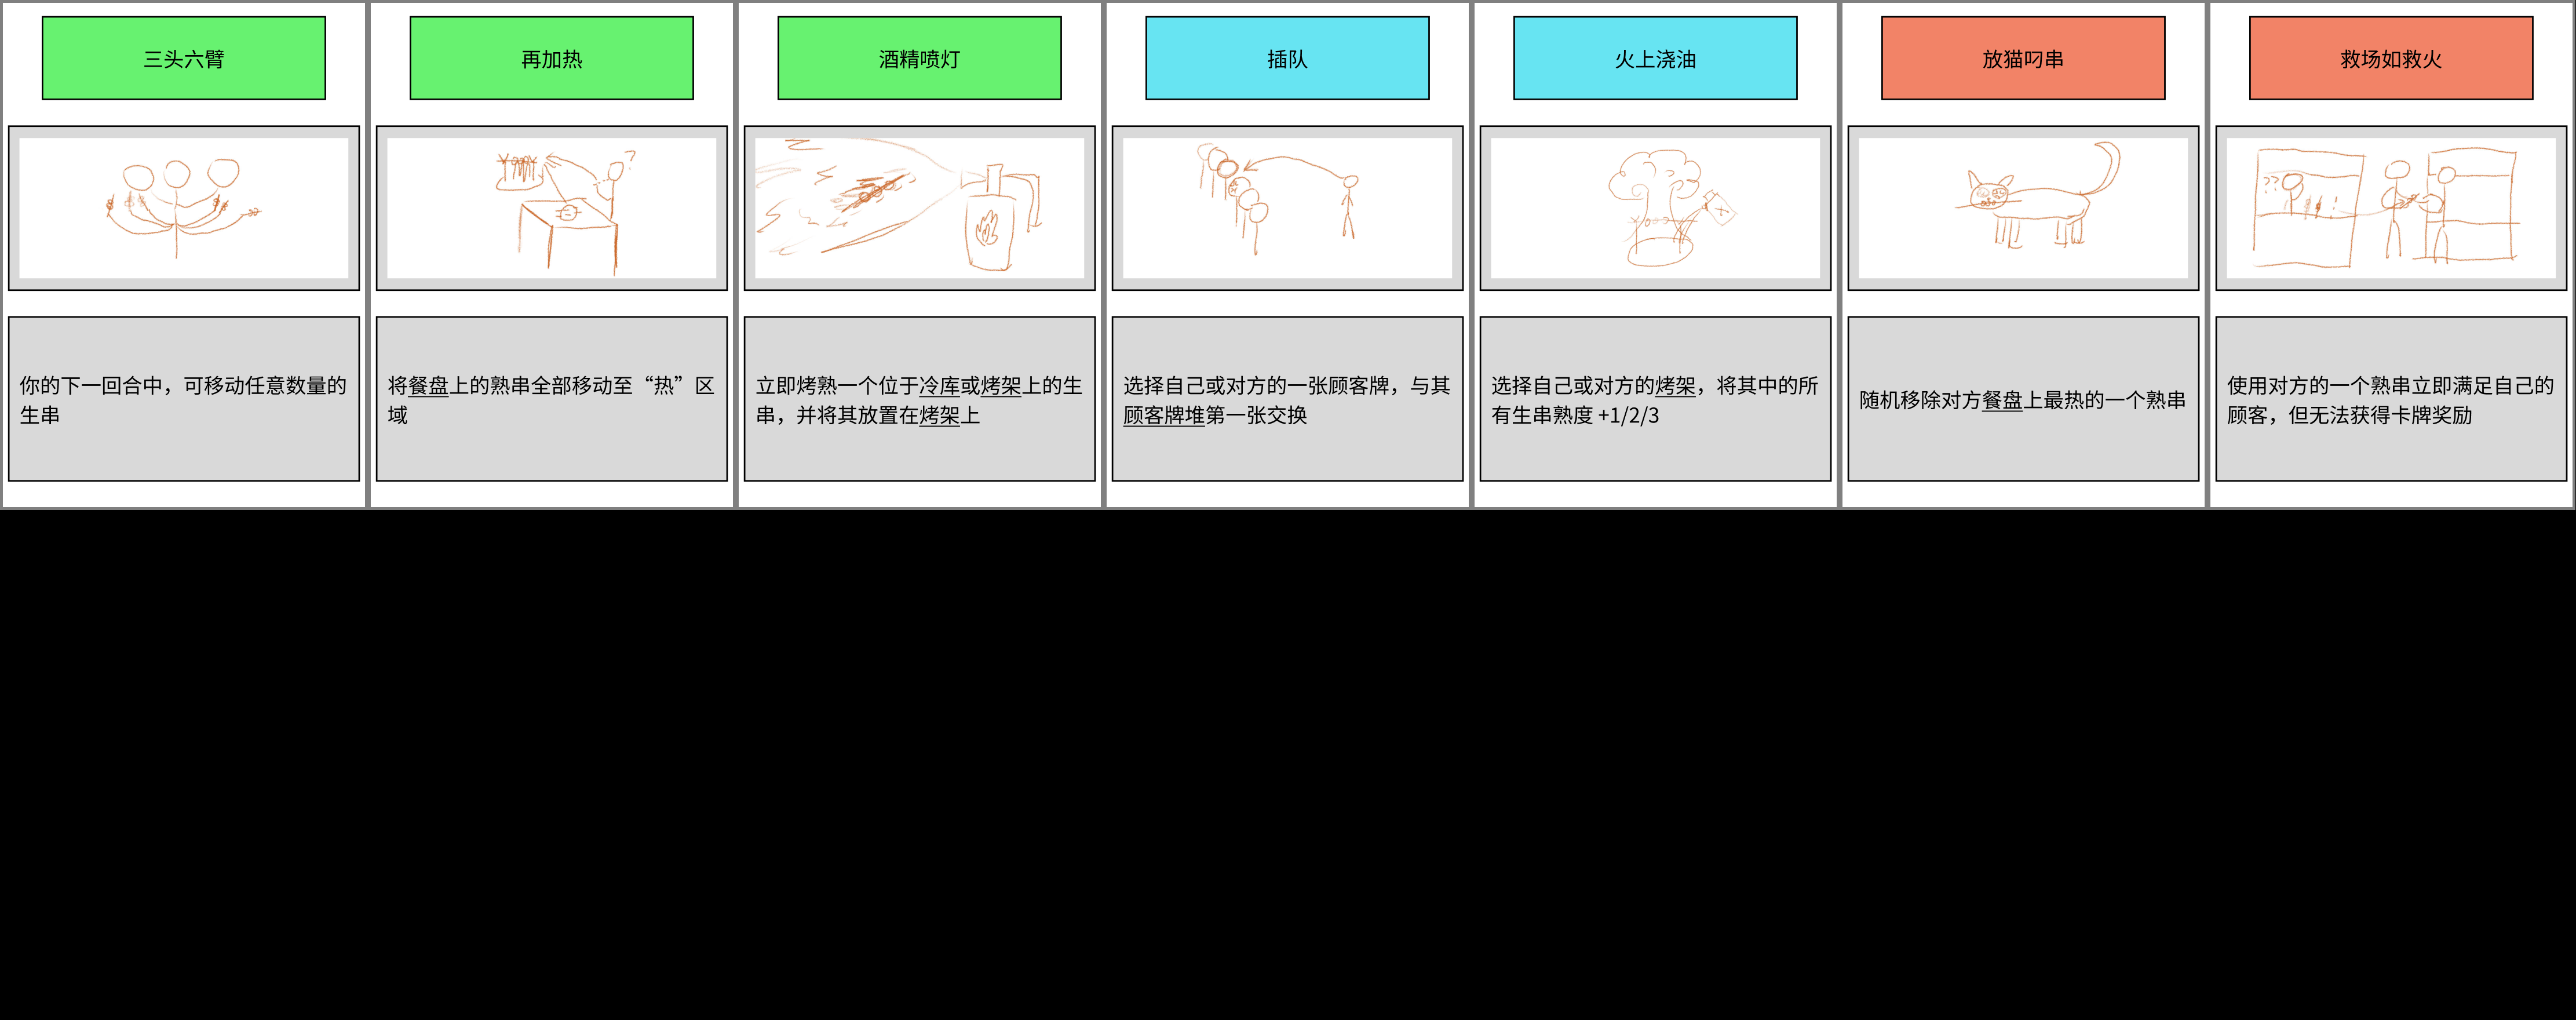 三头六臂
你的下一回合中，可移动任意数量的
生串
再加热
将餐盘上的熟串全部移动至“热”区
域
酒精喷灯
立即烤熟一个位于冷库或烤架上的生
串，并将其放置在烤架上
插队
选择自己或对方的一张顾客牌，与其
顾客牌堆第一张交换
火上浇油
选择自己或对方的烤架，将其中的所
有生串熟度 +1/2/3
放猫叼串
随机移除对方餐盘上最热的一个熟串
救场如救火
??
!
使用对方的一个熟串立即满足自己的
顾客，但无法获得卡牌奖励